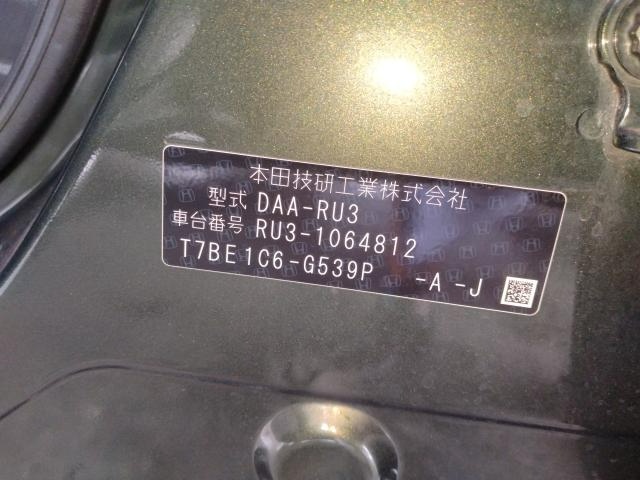 本田技研工業株式会社
型式 DAA-RU3
車台番号 RU3-1064812
T7BE1C6-G539P -A -J